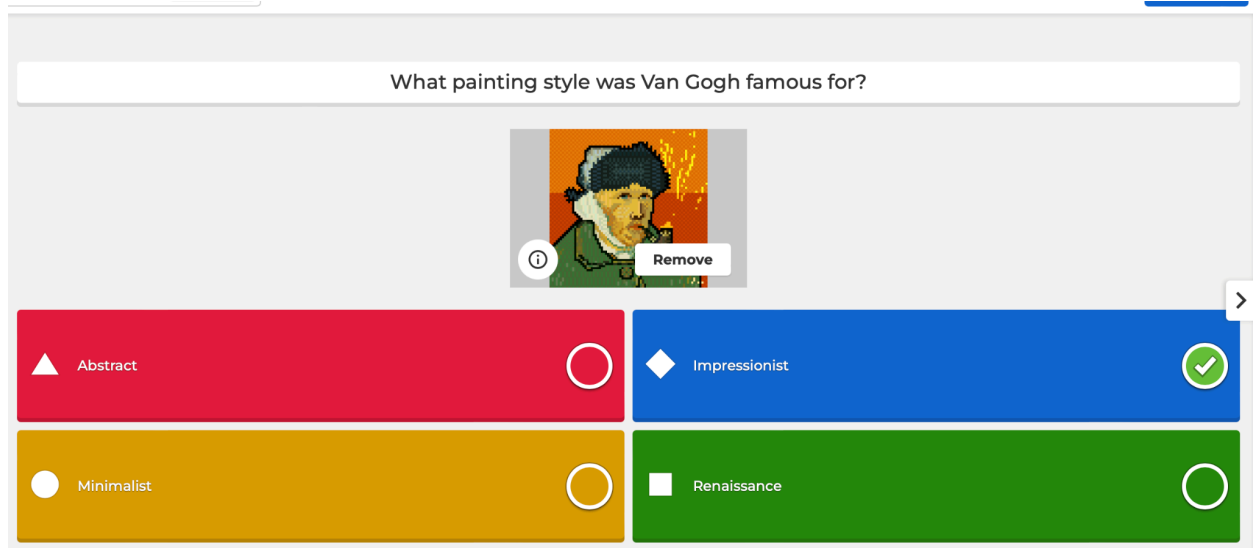 What painting style was Van Gogh famous for?
Remove
Abstract
Impressionist
Minimalist
Renaissance